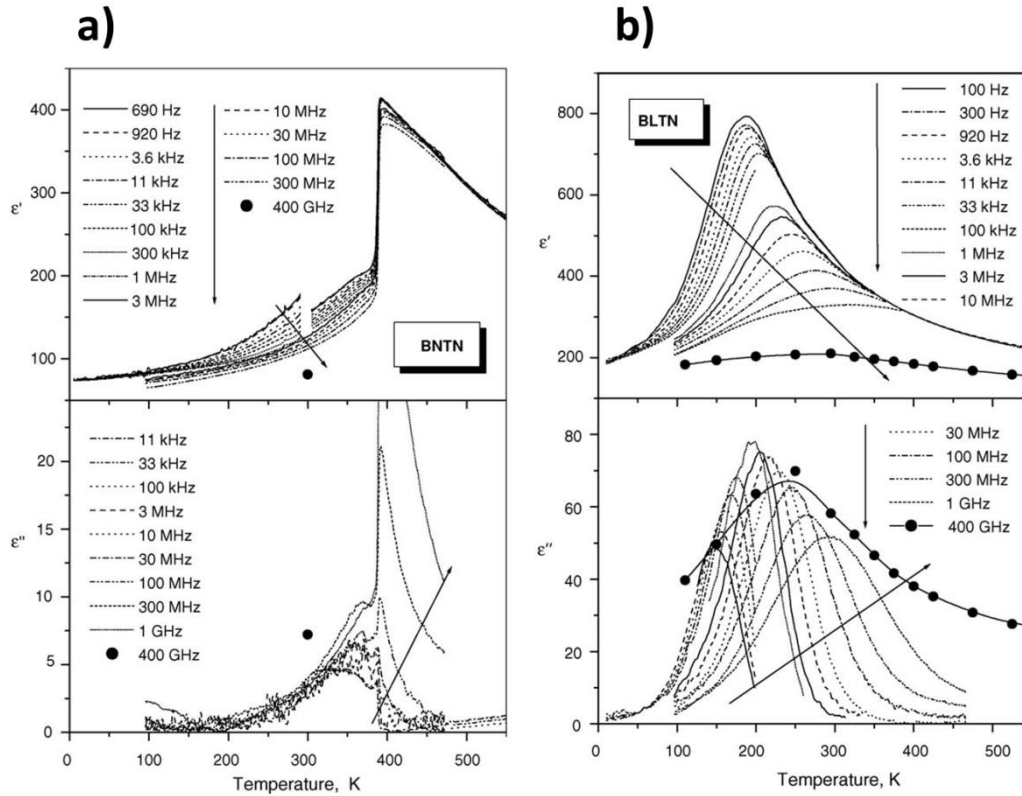 a)
400
300
200
100
ε'
690 Hz
920 Hz
3.6 kHz
11 kHz
33 kHz
100 kHz
300 kHz
1 MHz
3 MHz
10 MHz
30 MHz
100 MHz
300 MHz
400 GHz
BNTN
20
15
10
5
0
ε''
11 kHz
33 kHz
100 kHz
3 MHz
10 MHz
30 MHz
100 MHz
300 MHz
1 GHz
400 GHz
0 100 200 300 400 500
Temperature, K
b)
800
600
400
200
ε'
BLTN
100 Hz
300 Hz
920 Hz
3.6 kHz
11 kHz
33 kHz
100 kHz
1 MHz
3 MHz
10 MHz
80
60
40
20
0
ε''
30 MHz
100 MHz
300 MHz
1 GHz
400 GHz
0 100 200 300 400 500
Temperature, K